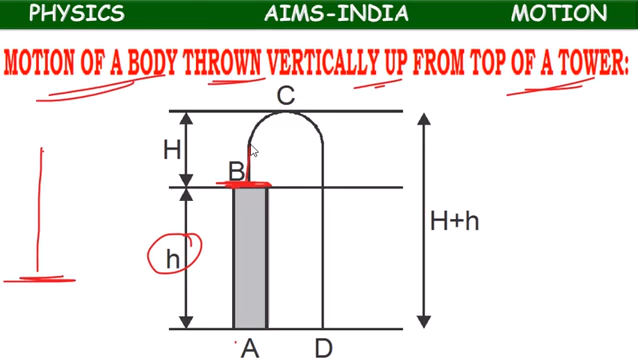 PHYSICS AIMS-INDIA MOTION
MOTION OF A BODY THROWN VERTICALLY UP FROM TOP OF A TOWER:
C
H
B
H+h
h
A D